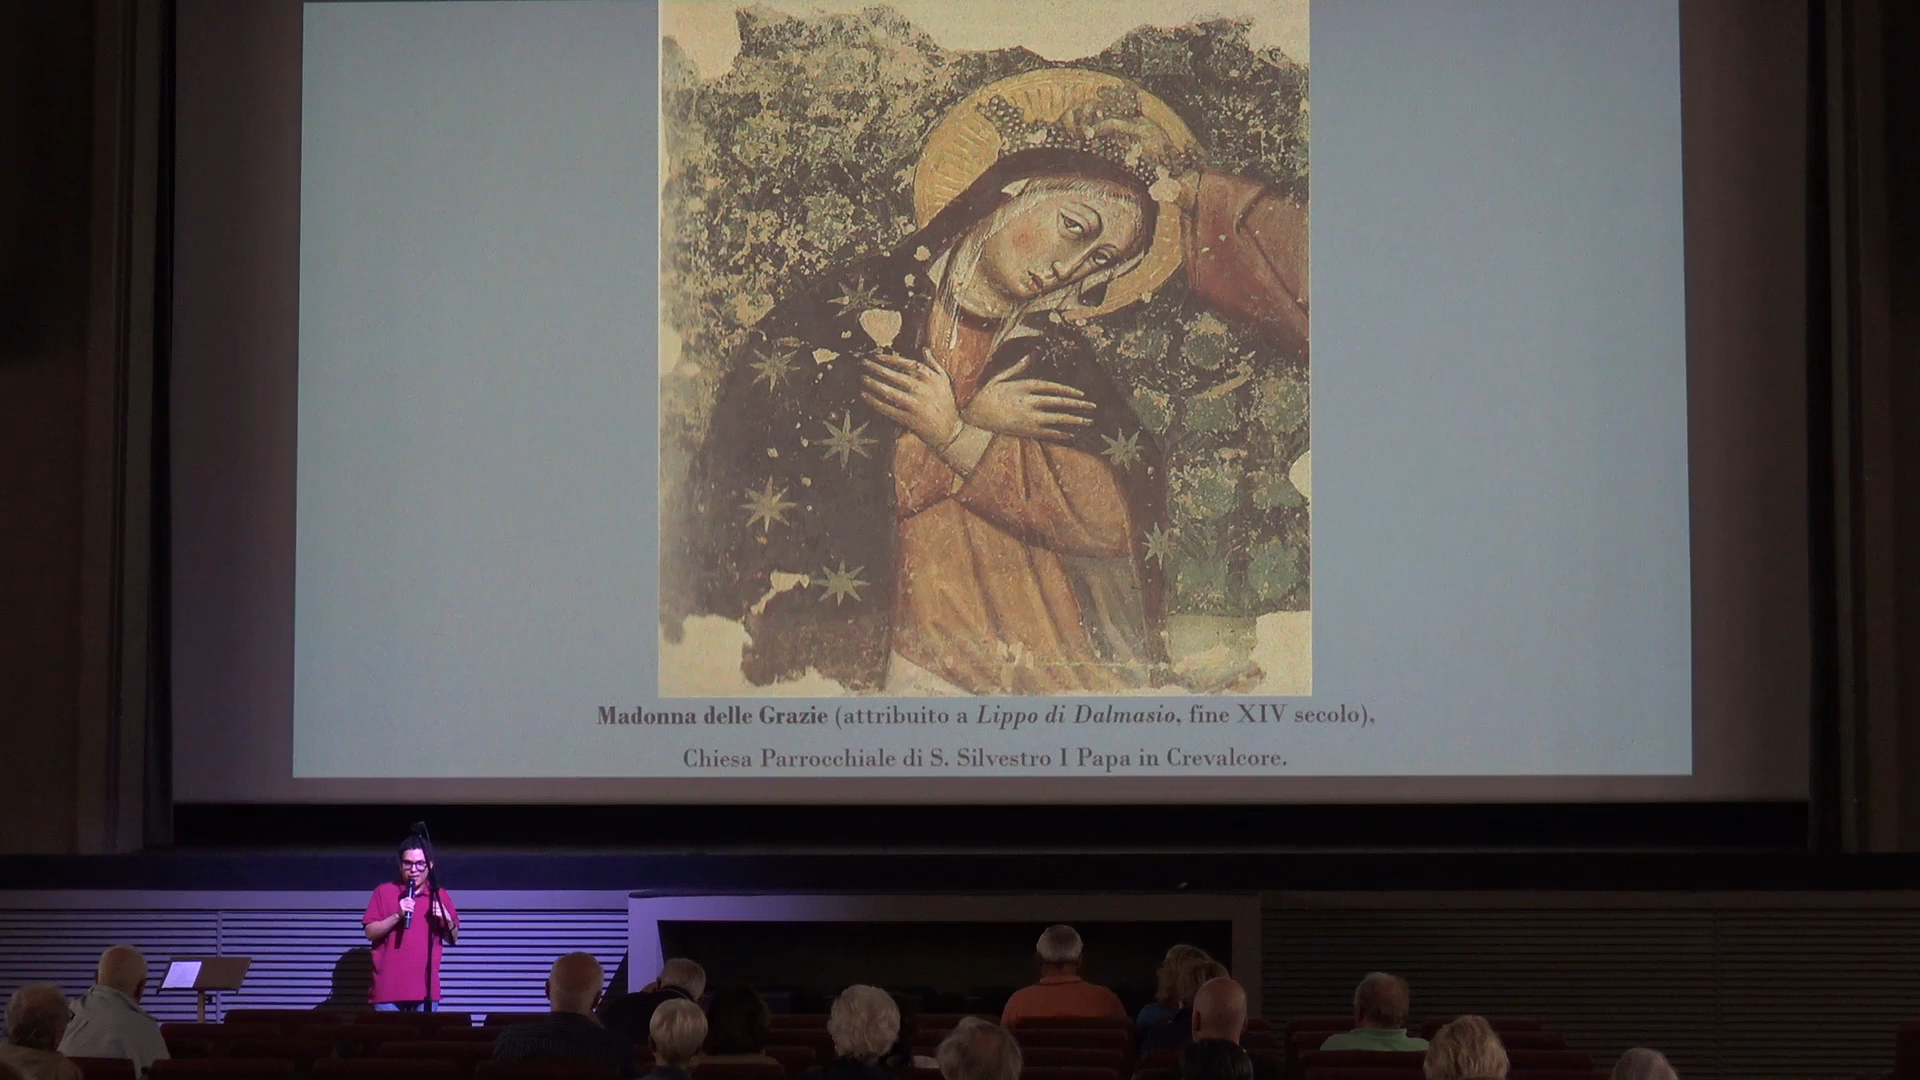 Madonna delle Grazie (attribuito a Lippo di Dalmasio, fine XIV secolo),
Chiesa Parrocchiale di S. Silvestro I Papa in Crevalcore.